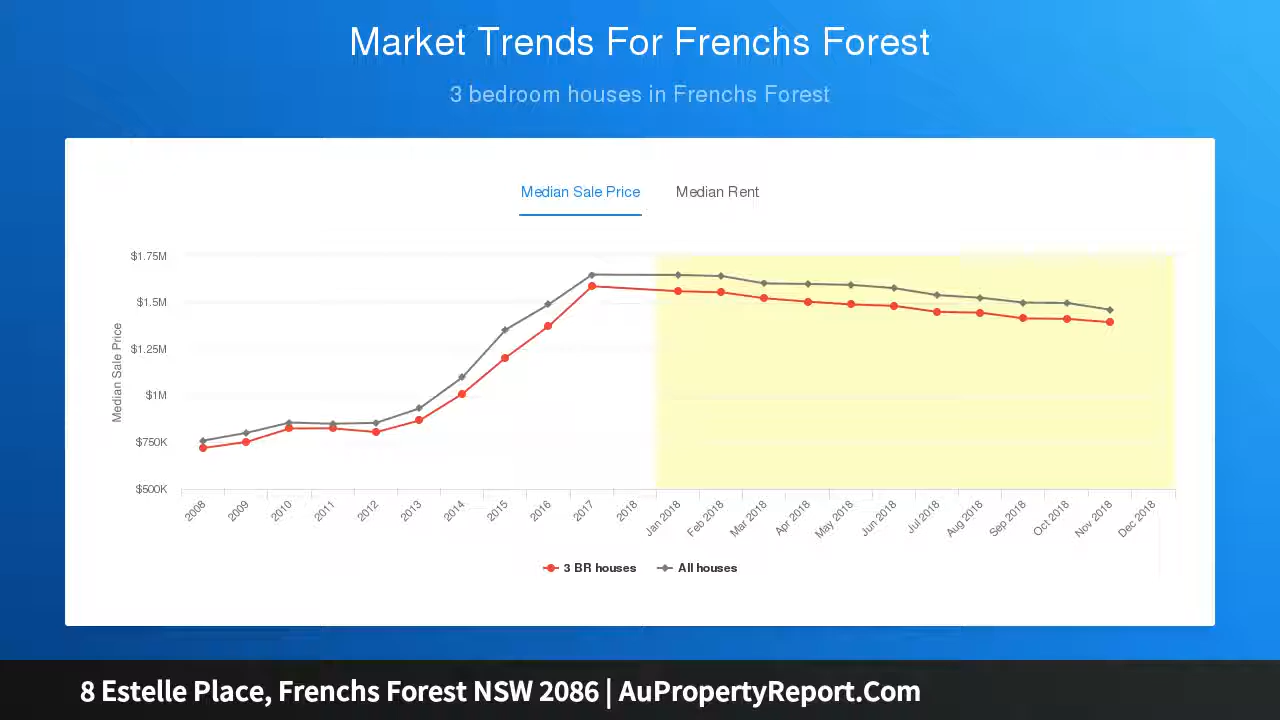 Market Trends For Frenchs Forest
3 bedroom houses in Frenchs Forest
Median Sale Price Median Rent
$1.75M
$1.5M
$1.25M
$1M
$750K
$500K
Median Sale Price
2008 2009 2010 2011 2012 2013 2014 2015 2016 2017 2018 Jan 2018 Feb 2018 Mar 2018 Apr 2018 May 2018 Jun 2018 Jul 2018 Aug 2018 Sep 2018 Oct 2018 Nov 2018 Dec 2018
3 BR houses All houses
8 Estelle Place, Frenchs Forest NSW 2086 | AuPropertyReport.Com